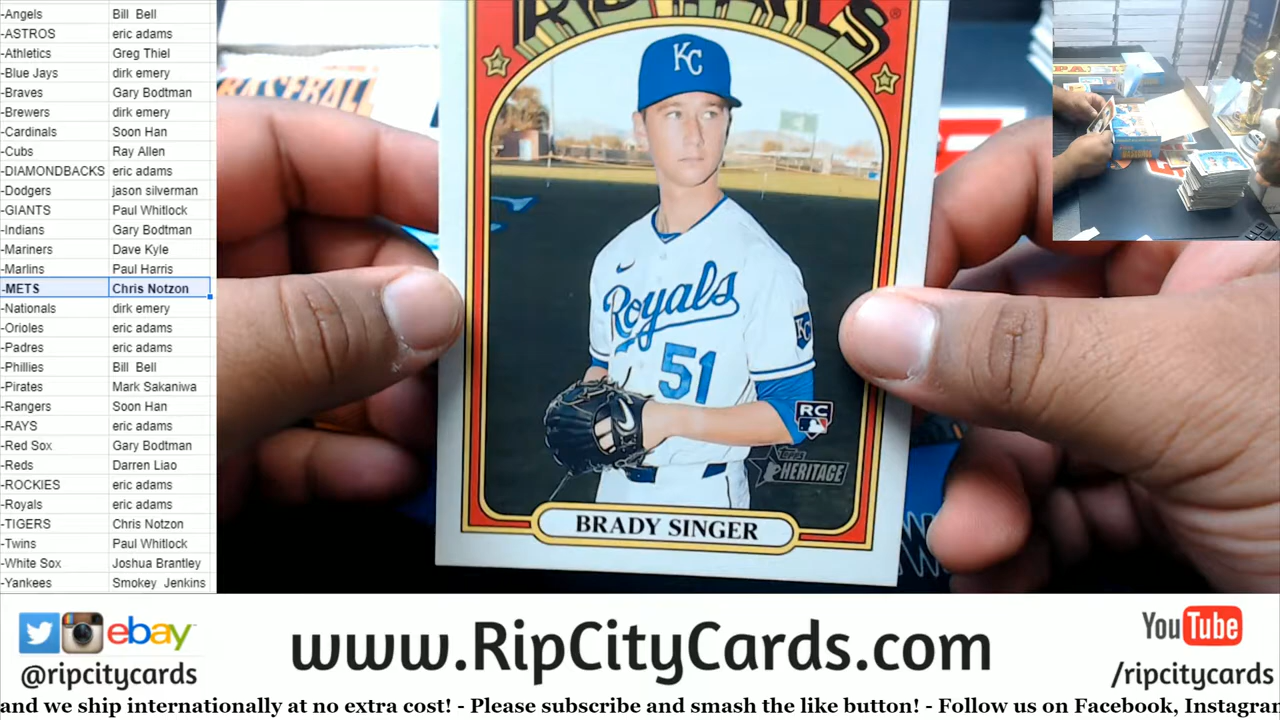 -Angels Bill Bell
-ASTROS eric adams
-Athletics Greg Thiel
-Blue Jays dirk emery
-Braves Gary Bodtman
-Brewers dirk emery
-Cardinals Soon Han
-Cubs Ray Allen
-DIAMONDBACKS eric adams
-Dodgers jason silverman
-GIANTS Paul Whitlock
-Indians Gary Bodtman
-Mariners Dave Kyle
-Marlins Paul Harris
-METS Chris Notzon
-Nationals dirk emery
-Orioles eric adams
-Padres eric adams
-Phillies Bill Bell
-Pirates Mark Sakaniwa
-Rangers Soon Han
-RAYS eric adams
-Red Sox Gary Bodtman
-Reds Darren Liao
-ROCKIES eric adams
-Royals eric adams
-TIGERS Chris Notzon
-Twins Paul Whitlock
-White Sox Joshua Brantley
-Yankees Smokey Jenkins
BASEBALL
ROYALS
KC
Royals
51
KC
RC
Topps
HERITAGE
BRADY SINGER
ebay
@ripcitycards
www.RipCityCards.com
YouTube
/ripcitycards
and we ship internationally at no extra cost! - Please subscribe and smash the like button! - Follow us on Facebook, Instagram